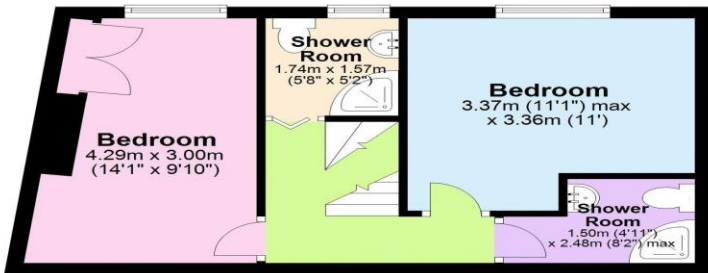 Shower
Room
1.74m x 1.57m
(5'8" x 5'2")
Bedroom
3.37m (11'1") max
x 3.36m (11')
Bedroom
4.29m x 3.00m
(14'1" x 9'10")
Shower
Room
1.50m (4'11")
x 2.48m (8'2") max